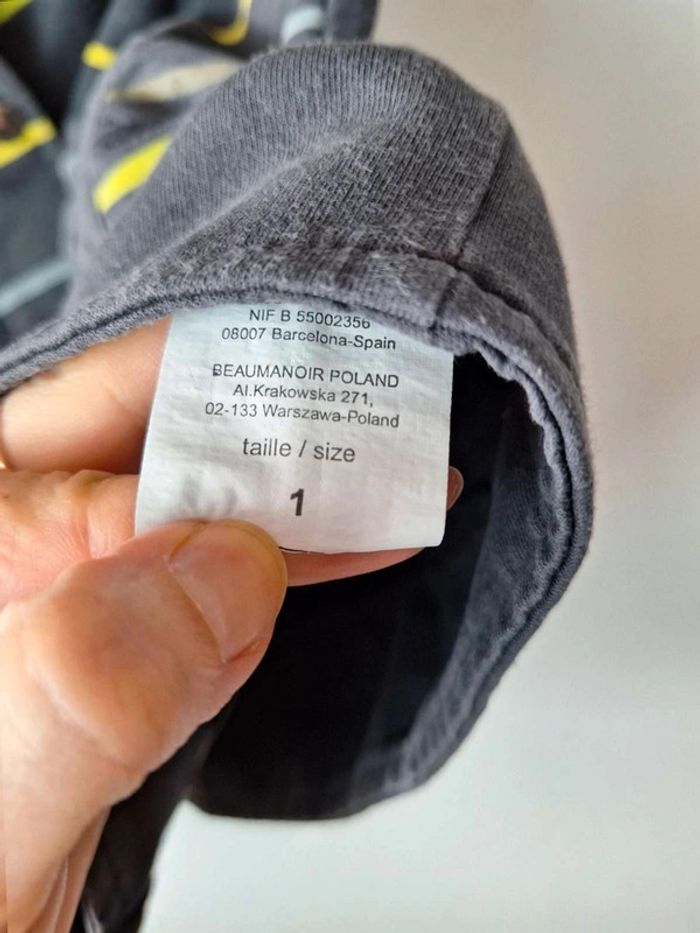 NIF B 55002356
08007 Barcelona-Spain
BEAUMANOIR POLAND
Al.Krakowska 271,
02-133 Warszawa-Poland
taille / size
1